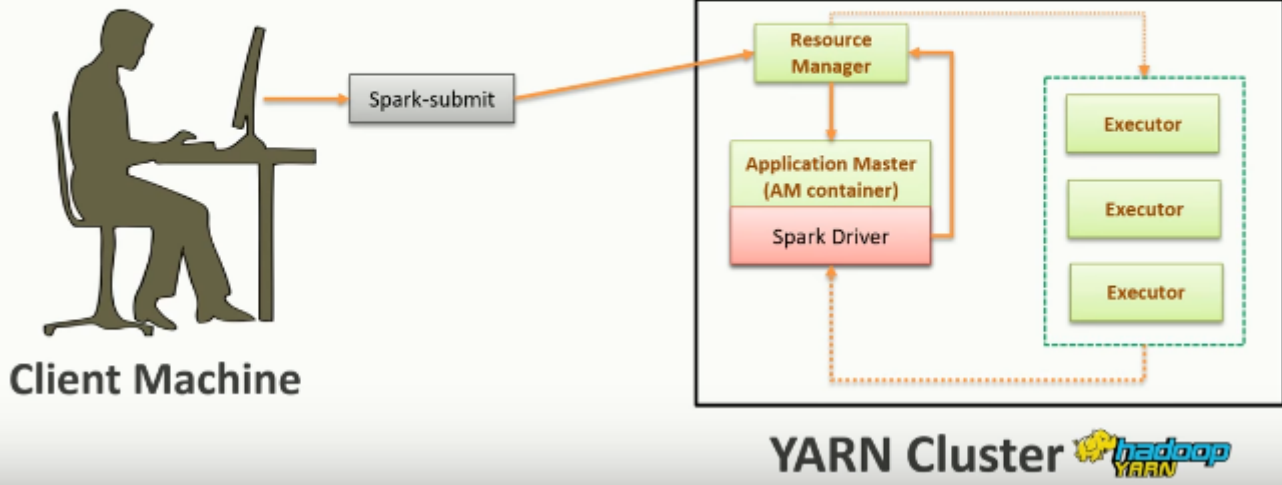 Spark-submit
Client Machine
Resource
Manager
Application Master
(AM container)
Spark Driver
Executor
Executor
Executor
YARN Cluster
hadoop
YARN